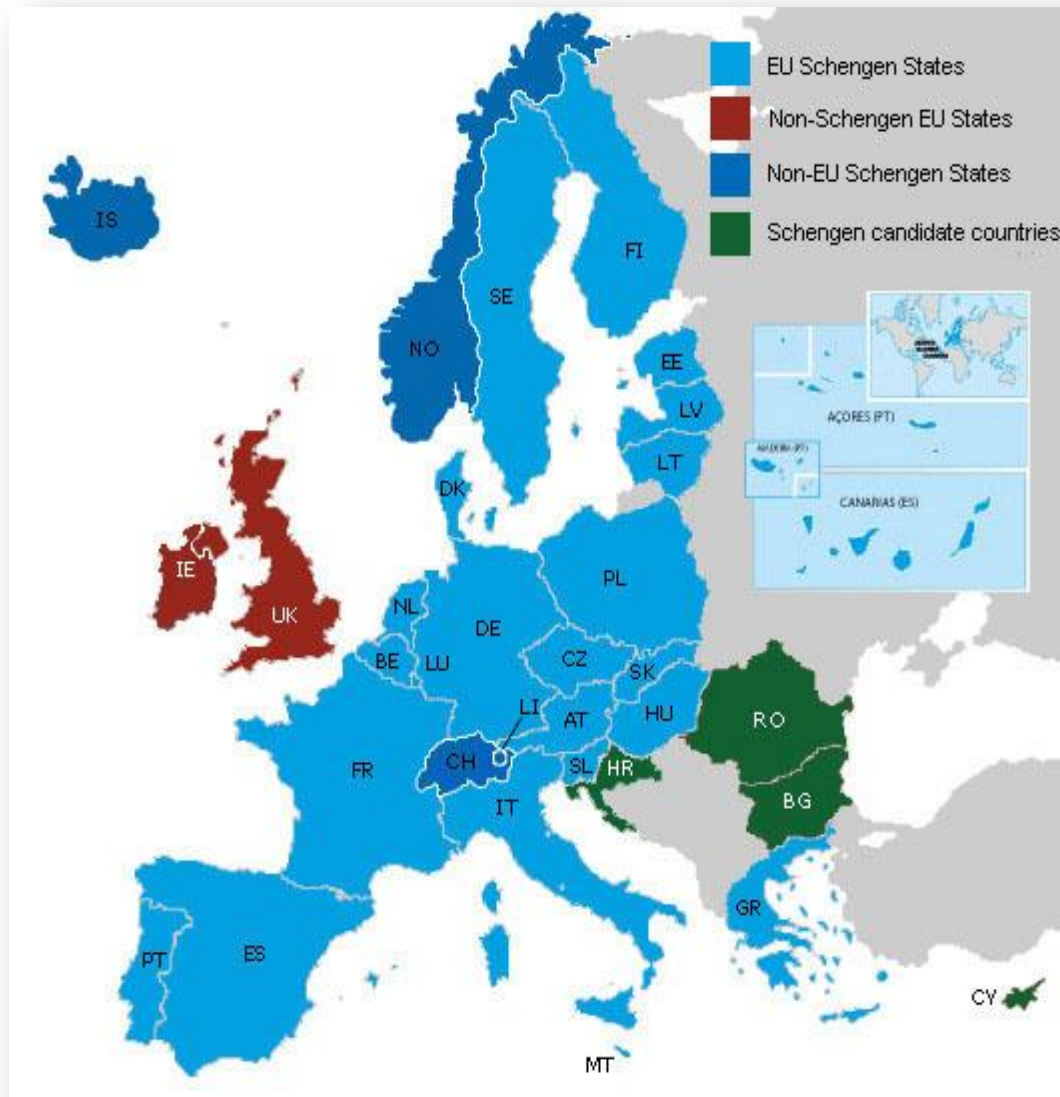 EU Schengen States
Non-Schengen EU States
Non-EU Schengen States
Schengen candidate countries
IS
FI
SE
NO
EE
LV
LT
DK
AÇORES (PT)
MADEIRA (PT)
CANARIAS (ES)
IE
UK
PL
NL
DE
BE
LU
CZ
SK
LI
AT
HU
RO
FR
CH
SL
HR
IT
BG
GR
PT
ES
CY
MT